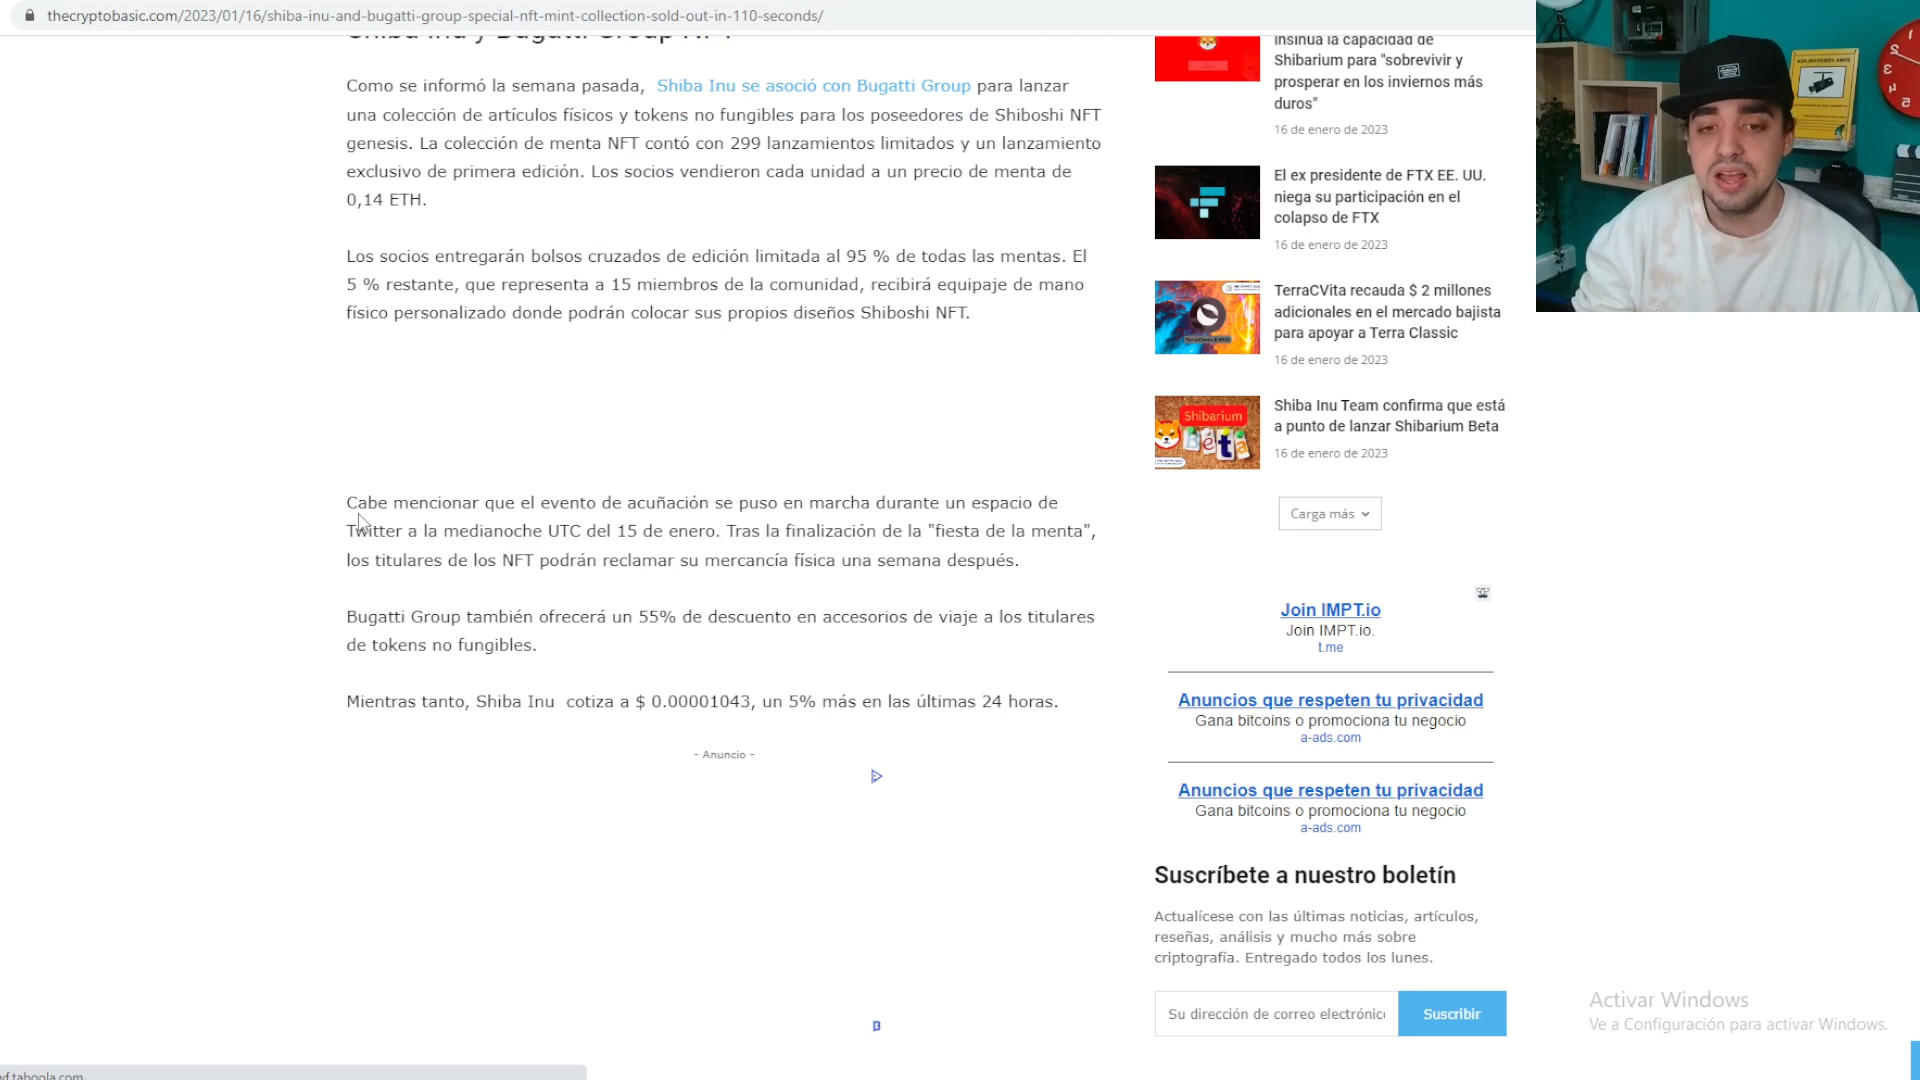 thecryptobasic.com/2023/01/16/shiba-inu-and-bugatti-group-special-nft-mint-collection-sold-out-in-110-seconds/
Shiba Inu y Bugatti Group NFT
Como se informó la semana pasada, Shiba Inu se asoció con Bugatti Group para lanzar
una colección de artículos físicos y tokens no fungibles para los poseedores de Shiboshi NFT
genesis. La colección de menta NFT contó con 299 lanzamientos limitados y un lanzamiento
exclusivo de primera edición. Los socios vendieron cada unidad a un precio de menta de
0,14 ETH.
Los socios entregarán bolsos cruzados de edición limitada al 95 % de todas las mentas. El
5 % restante, que representa a 15 miembros de la comunidad, recibirá equipaje de mano
físico personalizado donde podrán colocar sus propios diseños Shiboshi NFT.
Cabe mencionar que el evento de acuñación se puso en marcha durante un espacio de
Twitter a la medianoche UTC del 15 de enero. Tras la finalización de la "fiesta de la menta",
los titulares de los NFT podrán reclamar su mercancía física una semana después.
Bugatti Group también ofrecerá un 55% de descuento en accesorios de viaje a los titulares
de tokens no fungibles.
Mientras tanto, Shiba Inu cotiza a $ 0.00001043, un 5% más en las últimas 24 horas.
- Anuncio -
insinúa la capacidad de
Shibarium para "sobrevivir y
prosperar en los inviernos más
duros"
16 de enero de 2023
El ex presidente de FTX EE. UU.
niega su participación en el
colapso de FTX
16 de enero de 2023
TerraCVita recauda $ 2 millones
adicionales en el mercado bajista
para apoyar a Terra Classic
16 de enero de 2023
Shibarium
Beta
Shiba Inu Team confirma que está
a punto de lanzar Shibarium Beta
16 de enero de 2023
Carga más
Join IMPT.io
Join IMPT.io.
t.me
Anuncios que respeten tu privacidad
Gana bitcoins o promociona tu negocio
a-ads.com
Anuncios que respeten tu privacidad
Gana bitcoins o promociona tu negocio
a-ads.com
Suscríbete a nuestro boletín
Actualícese con las últimas noticias, artículos,
reseñas, análisis y mucho más sobre
criptografía. Entregado todos los lunes.
Su dirección de correo electrónico
Suscribir
Activar Windows
Ve a Configuración para activar Windows.